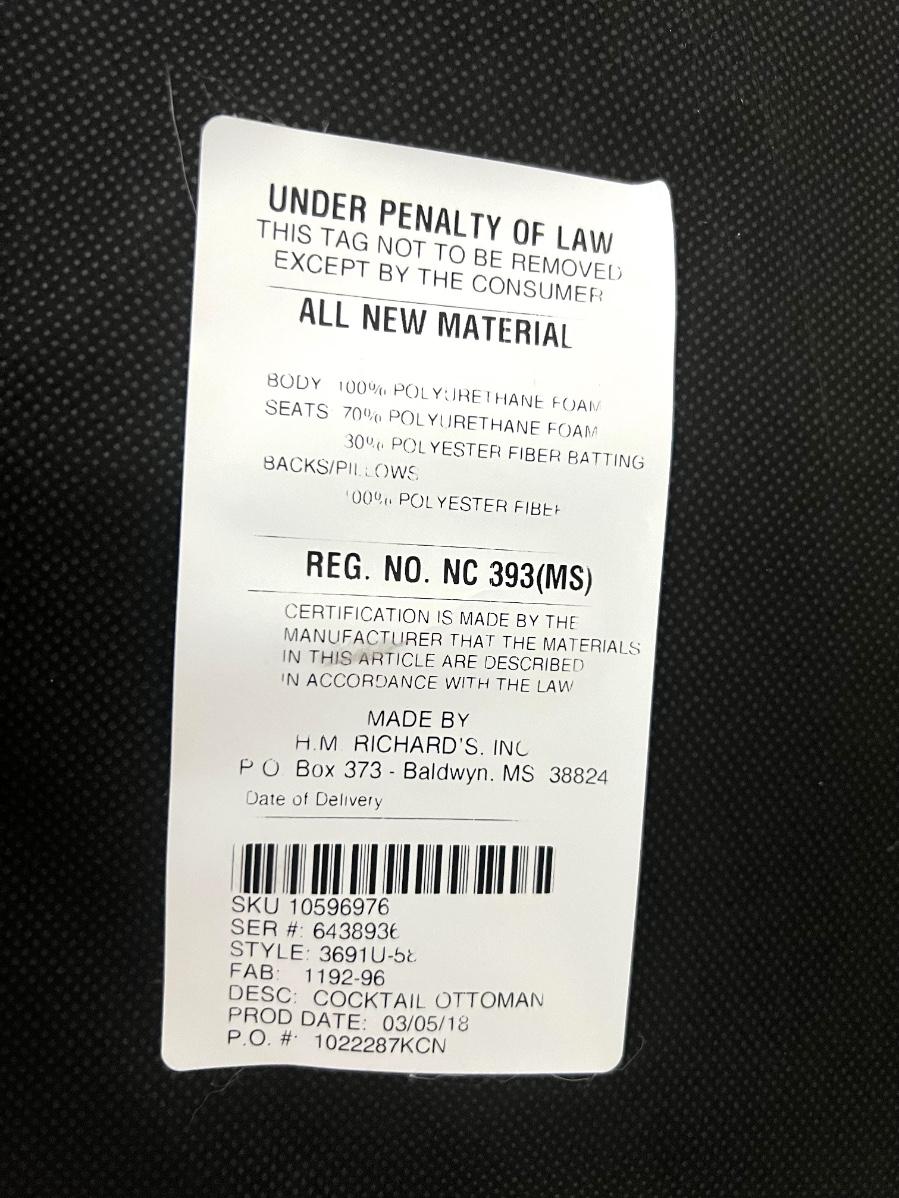 UNDER PENALTY OF LAW
THIS TAG NOT TO BE REMOVED
EXCEPT BY THE CONSUMER
ALL NEW MATERIAL
BODY 100% POLYURETHANE FOAM
SEATS 70% POLYURETHANE FOAM
30% POLYESTER FIBER BATTING
BACKS/PILLOWS
100% POLYESTER FIBER
REG. NO. NC 393(MS)
CERTIFICATION IS MADE BY THE
MANUFACTURER THAT THE MATERIALS
IN THIS ARTICLE ARE DESCRIBED
IN ACCORDANCE WITH THE LAW
MADE BY
H.M. RICHARD'S, INC
P O Box 373 - Baldwyn, MS 38824
Date of Delivery
SKU 10596976
SER #: 6438936
STYLE: 3691U-58
FAB: 1192-96
DESC: COCKTAIL OTTOMAN
PROD DATE: 03/05/18
P.O. #: 1022287KCN